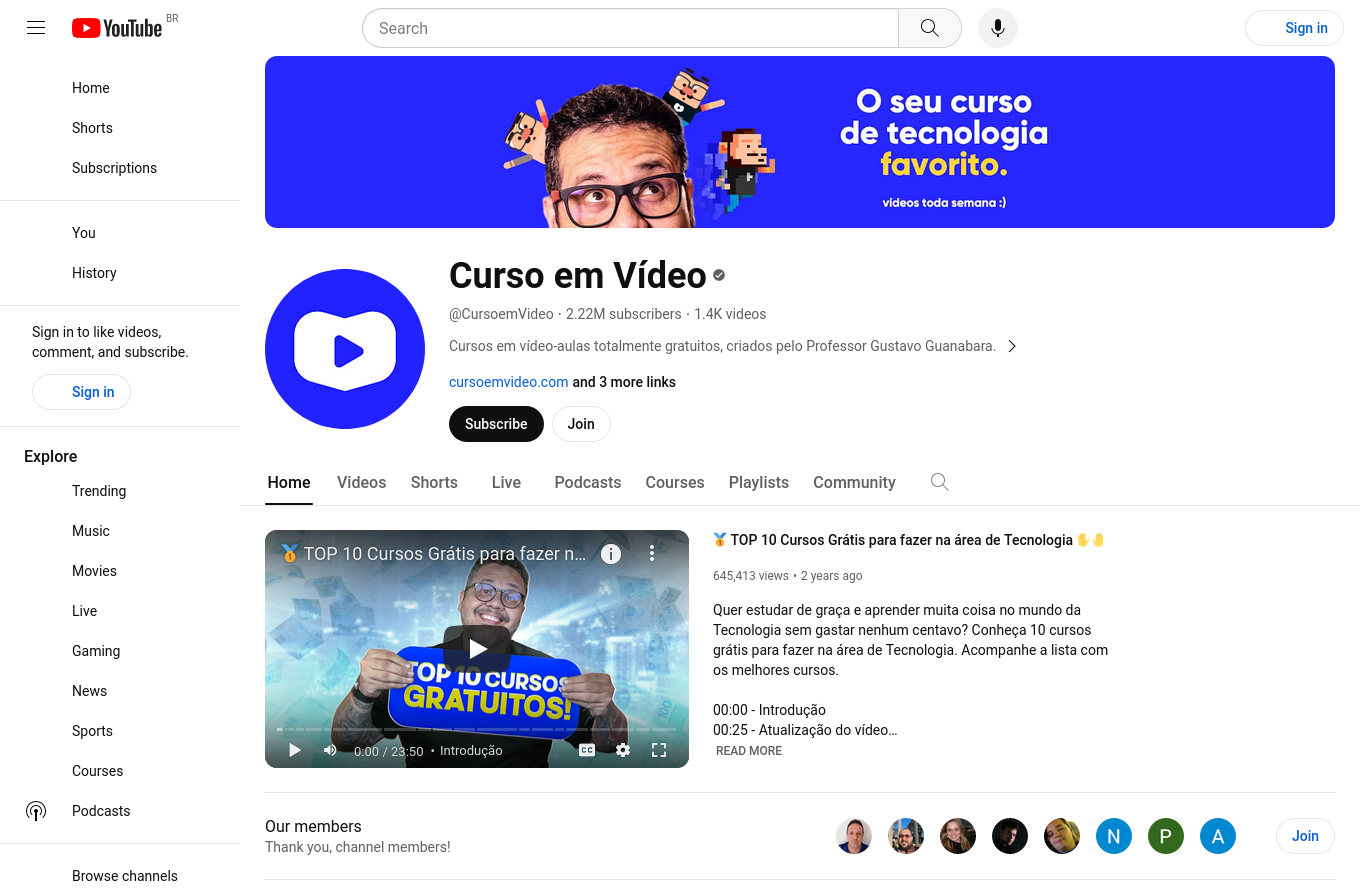 YouTube BR
Search
Sign in
Home
Shorts
Subscriptions
You
History
Sign in to like videos,
comment, and subscribe.
Sign in
Explore
Trending
Music
Movies
Live
Gaming
News
Sports
Courses
Podcasts
Browse channels
O seu curso
de tecnologia
favorito.
vídeos toda semana :)
Curso em Vídeo
@CursoemVideo · 2.22M subscribers · 1.4K videos
Cursos em vídeo-aulas totalmente gratuitos, criados pelo Professor Gustavo Guanabara.
cursoemvideo.com and 3 more links
Subscribe Join
Home Videos Shorts Live Podcasts Courses Playlists Community
🥇 TOP 10 Cursos Grátis para fazer n...
TOP 10 CURSOS
GRATUITOS!
0:00 / 23:50 • Introdução
CC
🥇 TOP 10 Cursos Grátis para fazer na área de Tecnologia ✋🤚
645,413 views • 2 years ago
Quer estudar de graça e aprender muita coisa no mundo da
Tecnologia sem gastar nenhum centavo? Conheça 10 cursos
grátis para fazer na área de Tecnologia. Acompanhe a lista com
os melhores cursos.
00:00 - Introdução
00:25 - Atualização do vídeo…
READ MORE
Our members
Thank you, channel members!
N P A
Join